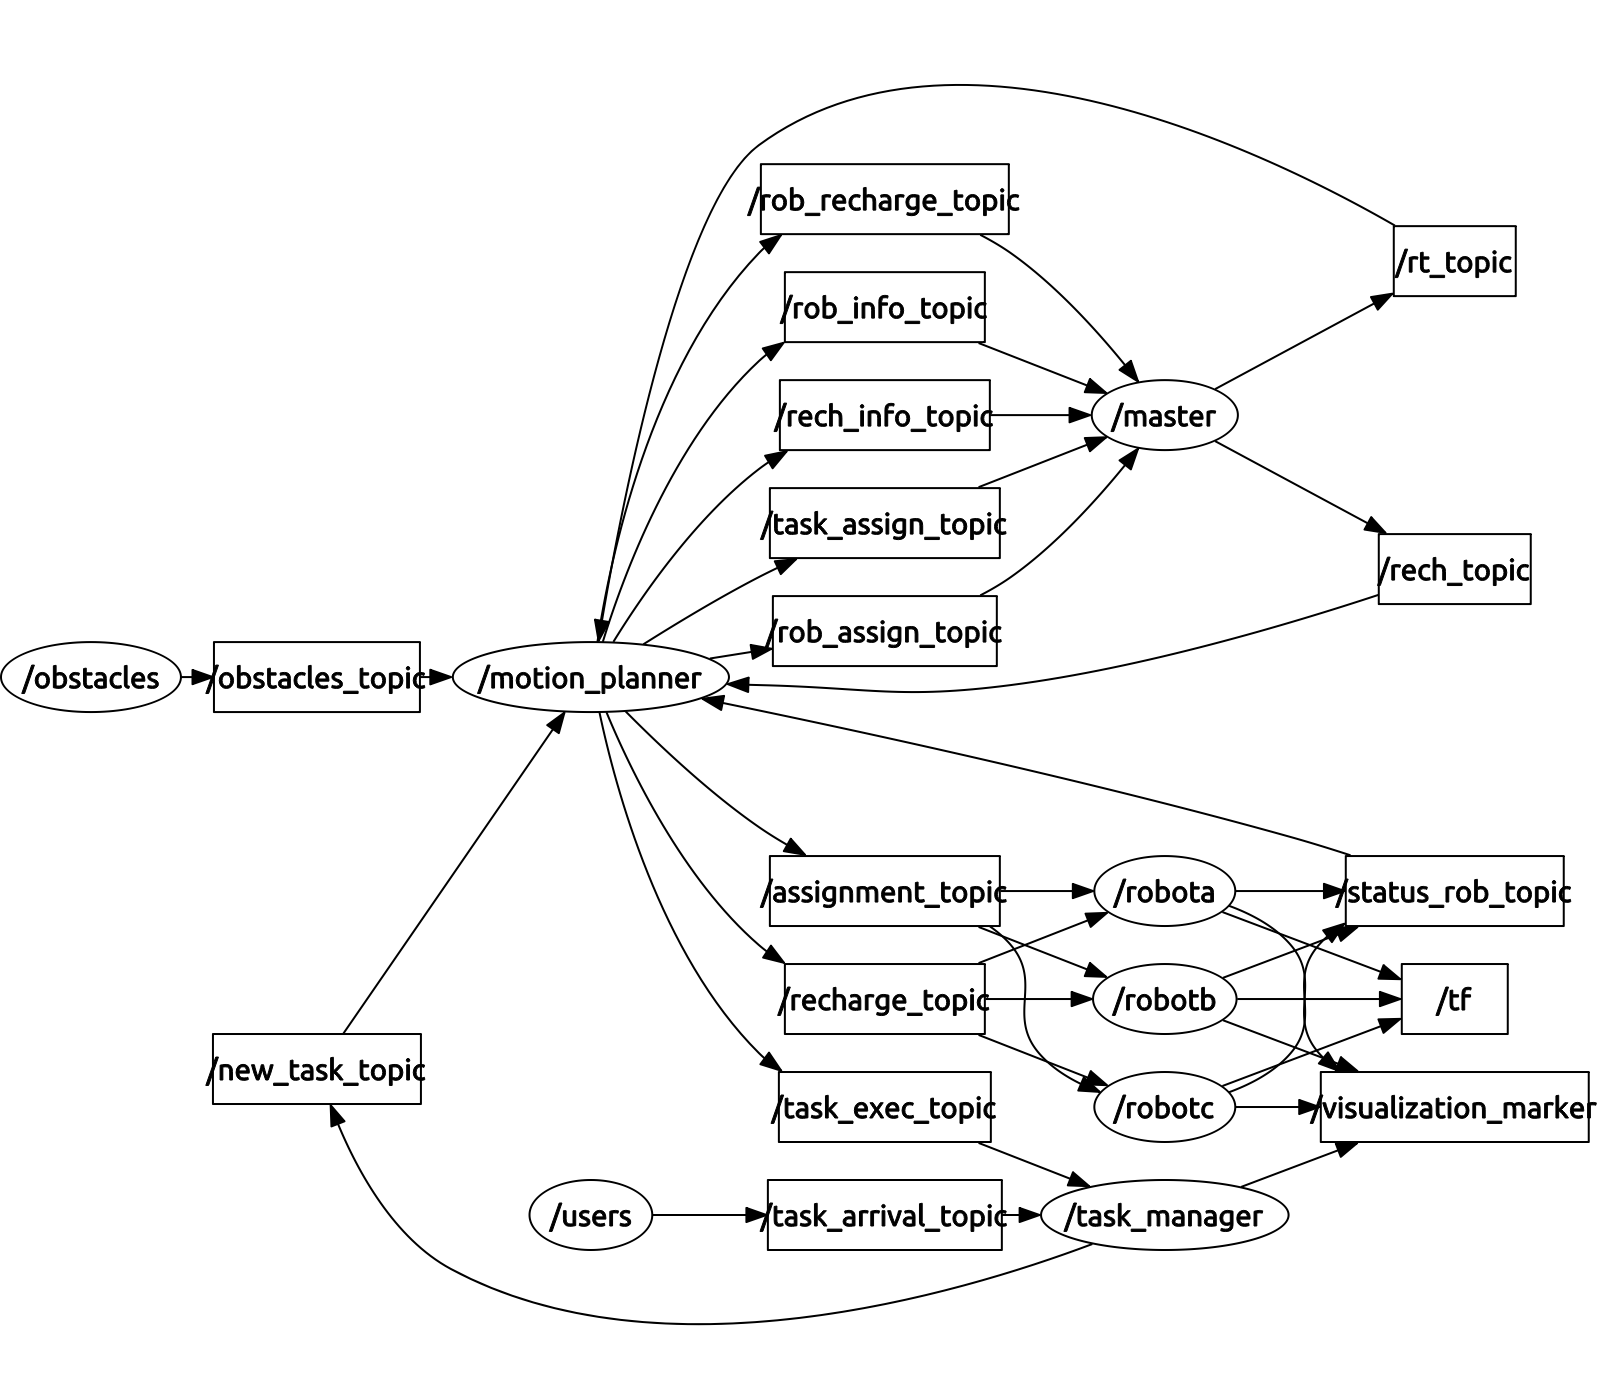 /rob_recharge_topic
/rt_topic
/rob_info_topic
/rech_info_topic
/master
/task_assign_topic
/rech_topic
/rob_assign_topic
/obstacles
/obstacles_topic
/motion_planner
/assignment_topic
/robota
/status_rob_topic
/recharge_topic
/robotb
/tf
/new_task_topic
/task_exec_topic
/robotc
/visualization_marker
/users
/task_arrival_topic
/task_manager